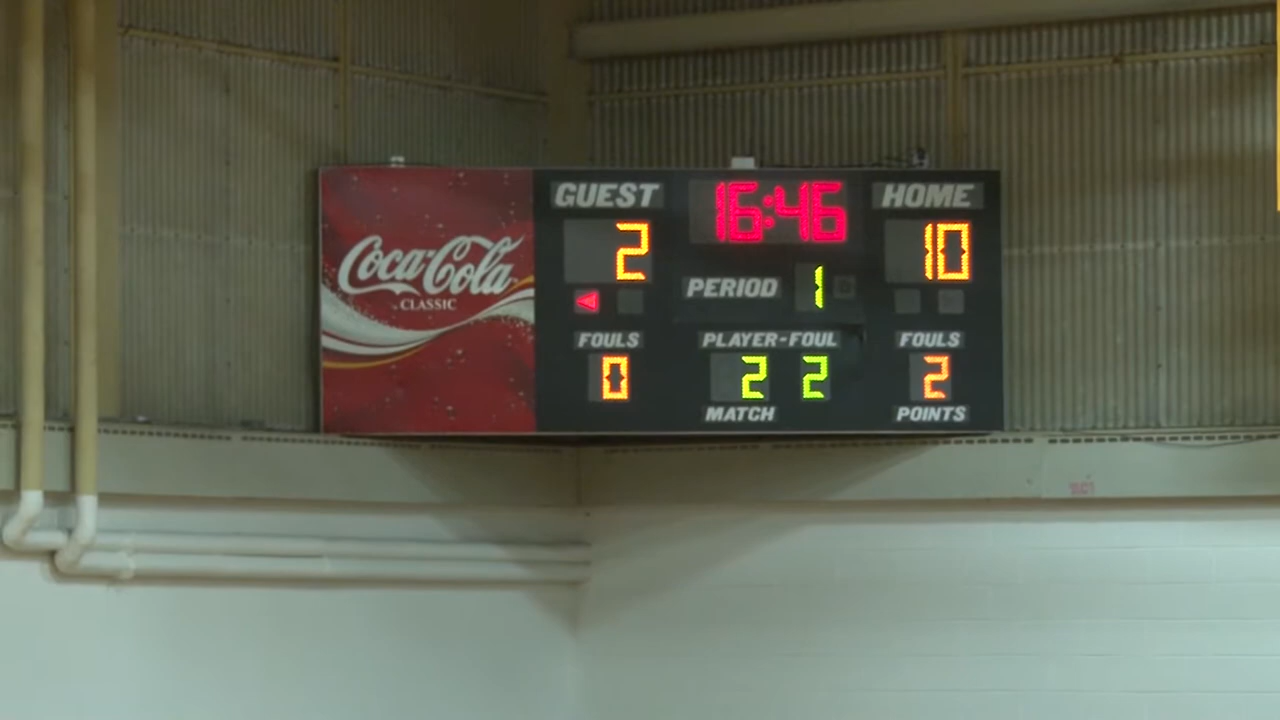 Coca-Cola
CLASSIC
GUEST
16:46
HOME
2
10
PERIOD
1
FOULS
PLAYER-FOUL
FOULS
0
2 2
2
MATCH
POINTS